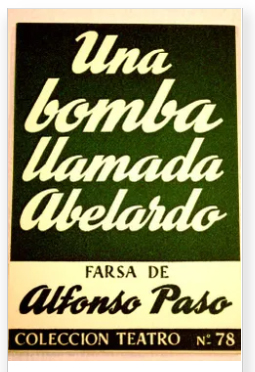 Una
bomba
llamada
Abelardo
FARSA DE
Alfonso Paso
COLECCION TEATRO Nº 78